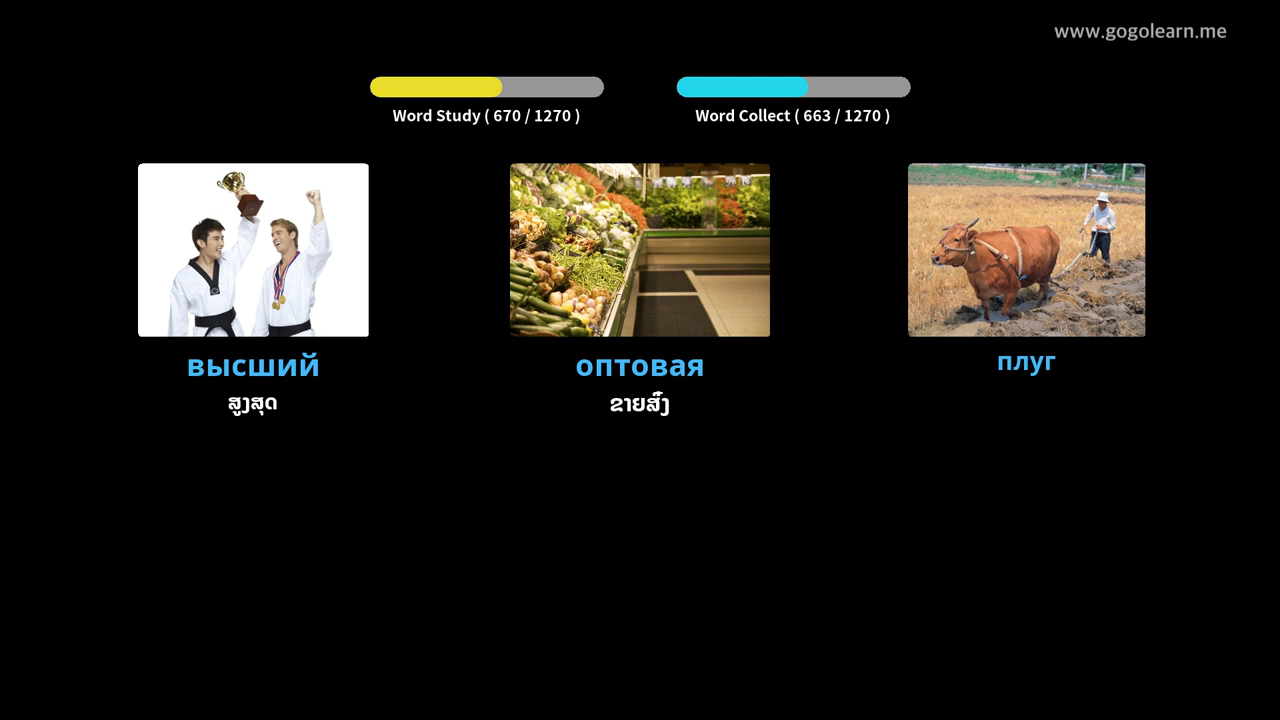 www.gogolearn.me
Word Study ( 670 / 1270 )
Word Collect ( 663 / 1270 )
высший
ສູງສຸດ
оптовая
ຂາຍສົ່ງ
плуг